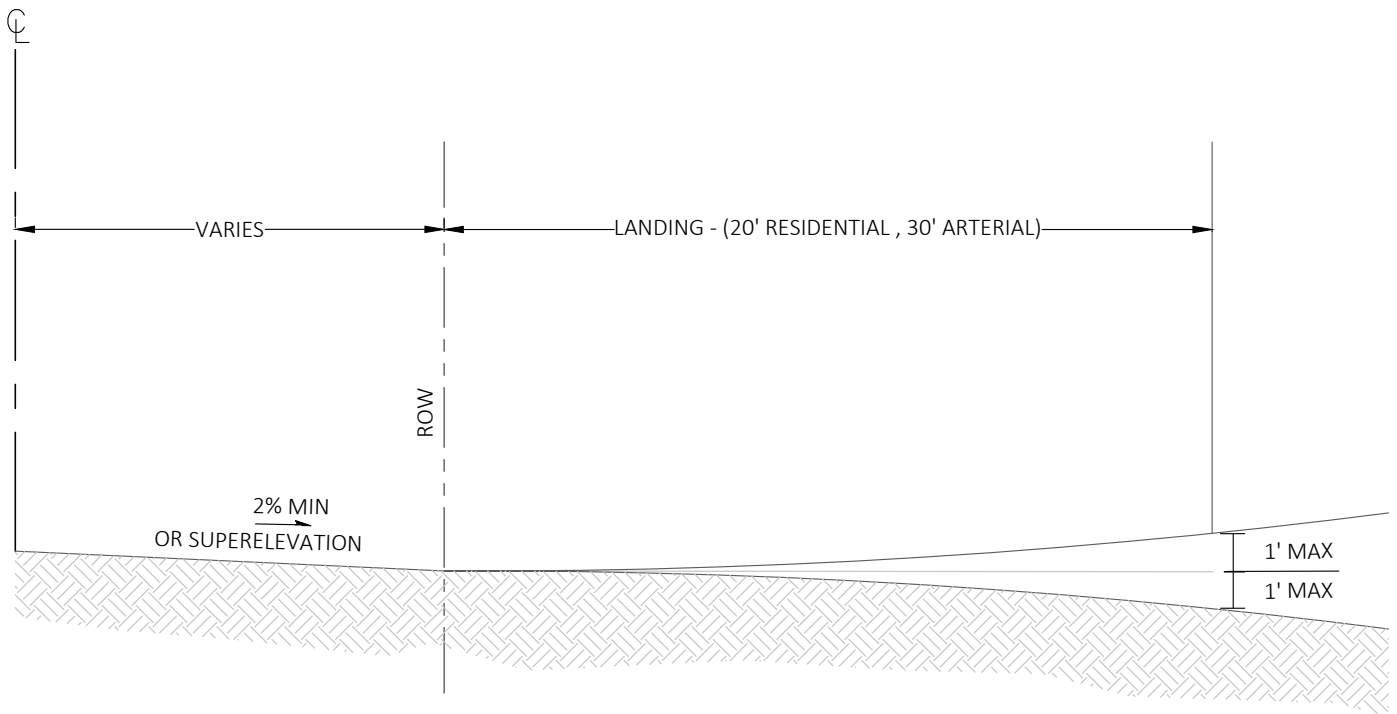 ℄
VARIES
LANDING - (20' RESIDENTIAL , 30' ARTERIAL)
ROW
2% MIN
OR SUPERELEVATION
1' MAX
1' MAX